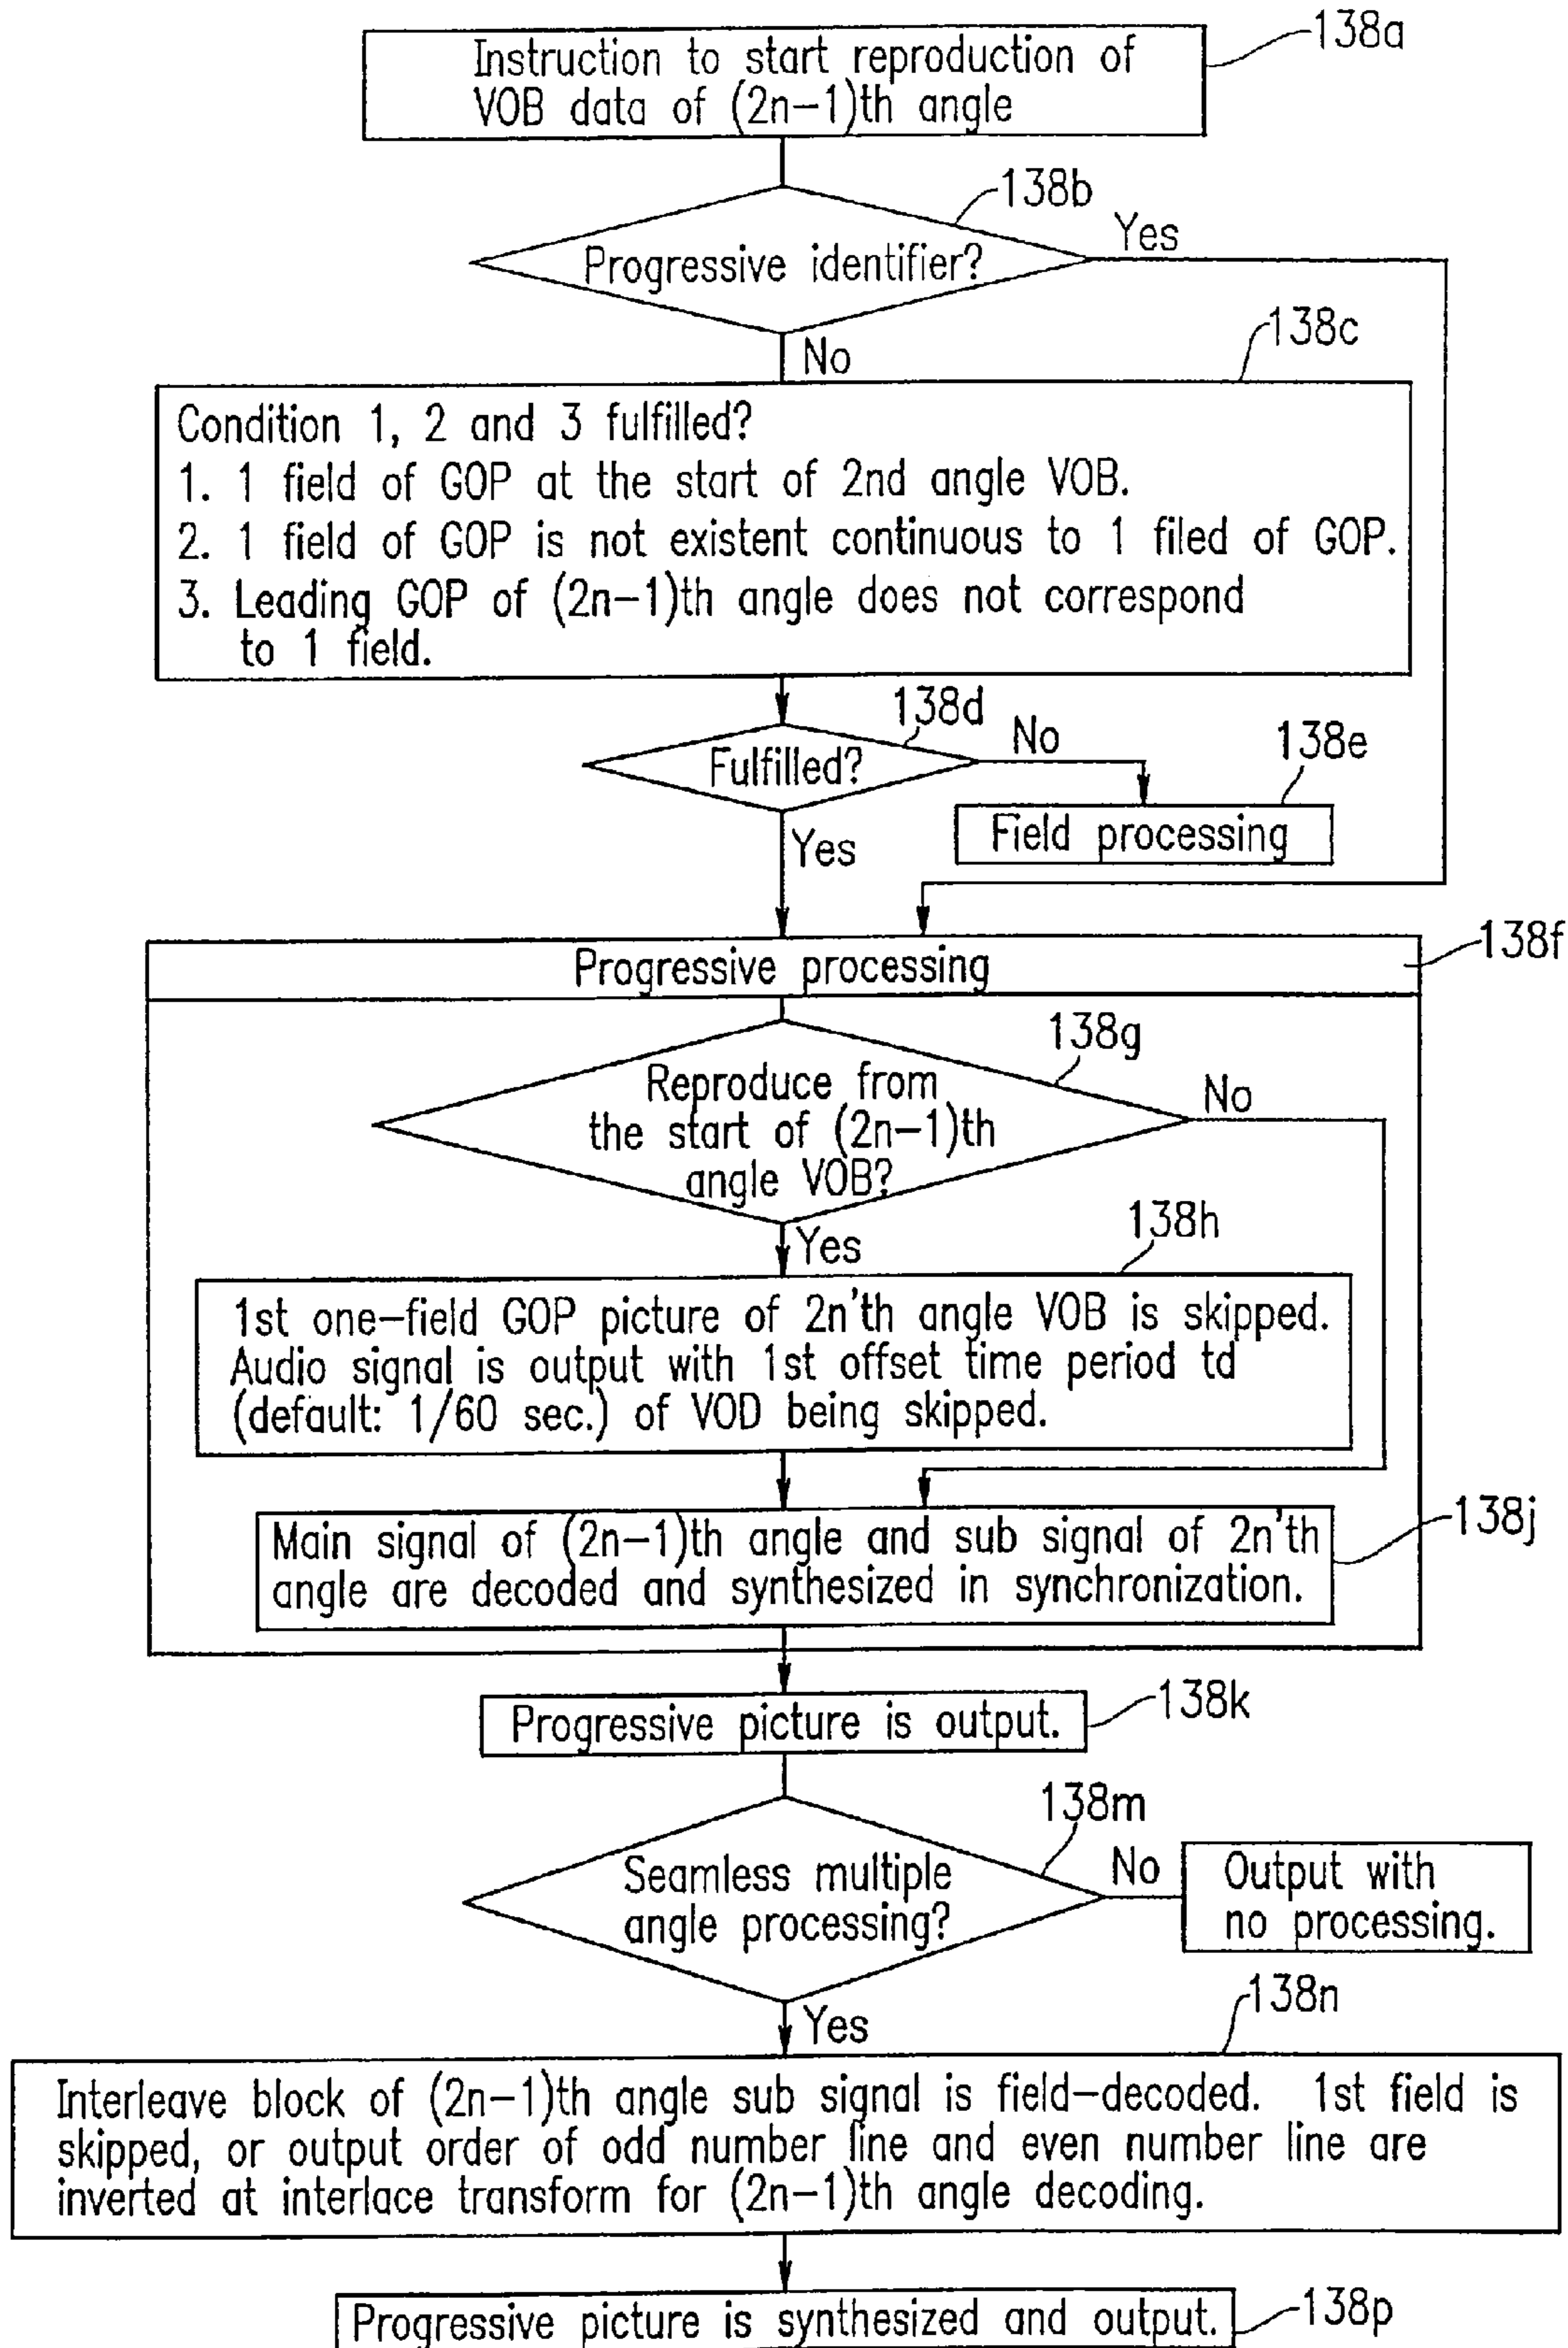 138a
Instruction to start reproduction of
VOB data of (2n-1)th angle
138b
Yes
Progressive identifier?
138c
No
Condition 1, 2 and 3 fulfilled?
1. 1 field of GOP at the start of 2nd angle VOB.
2. 1 field of GOP is not existent continuous to 1 filed of GOP.
3. Leading GOP of (2n-1)th angle does not correspond
to 1 field.
138d
No
138e
Fulfilled?
Field processing
Yes
138f
Progressive processing
138g
Reproduce from
the start of (2n-1)th
angle VOB?
No
138h
Yes
1st one-field GOP picture of 2n'th angle VOB is skipped.
Audio signal is output with 1st offset time period td
(default: 1/60 sec.) of VOD being skipped.
138j
Main signal of (2n-1)th angle and sub signal of 2n'th
angle are decoded and synthesized in synchronization.
138k
Progressive picture is output.
138m
Seamless multiple
angle processing?
No
Output with
no processing.
138n
Yes
Interleave block of (2n-1)th angle sub signal is field-decoded. 1st field is
skipped, or output order of odd number line and even number line are
inverted at interlace transform for (2n-1)th angle decoding.
Progressive picture is synthesized and output.
138p